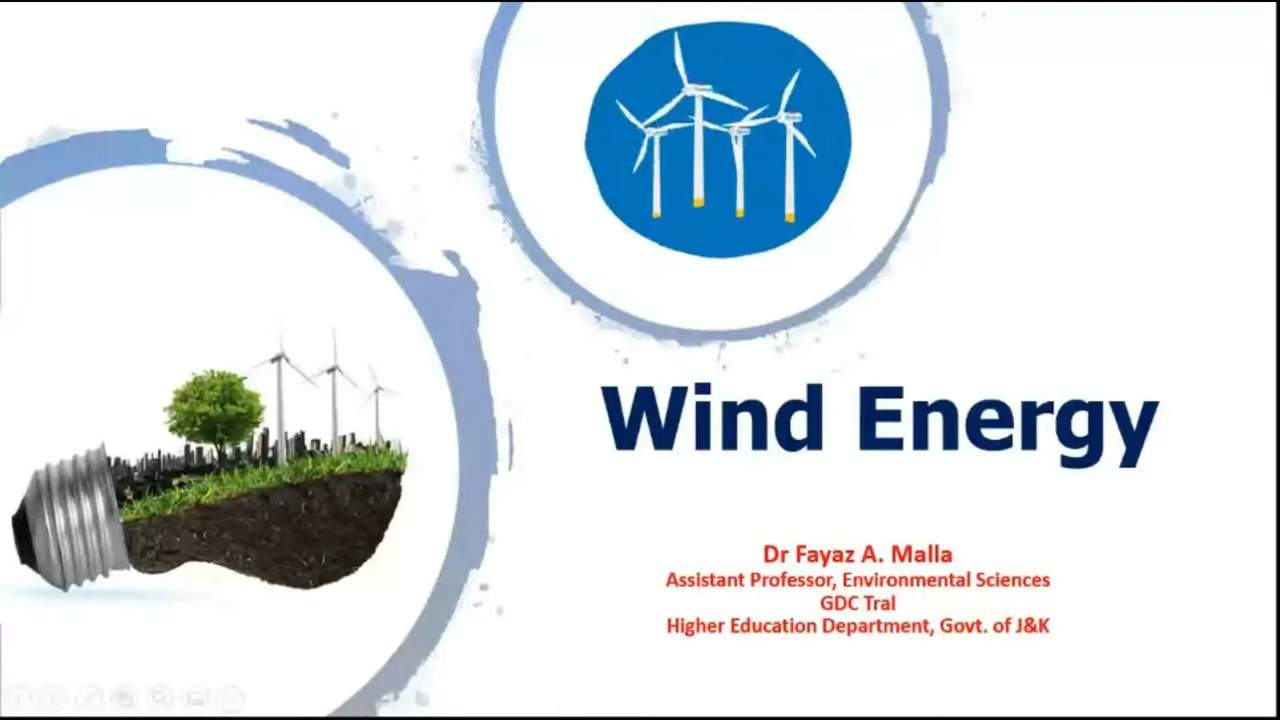 Wind Energy
Dr Fayaz A. Malla
Assistant Professor, Environmental Sciences
GDC Tral
Higher Education Department, Govt. of J&K